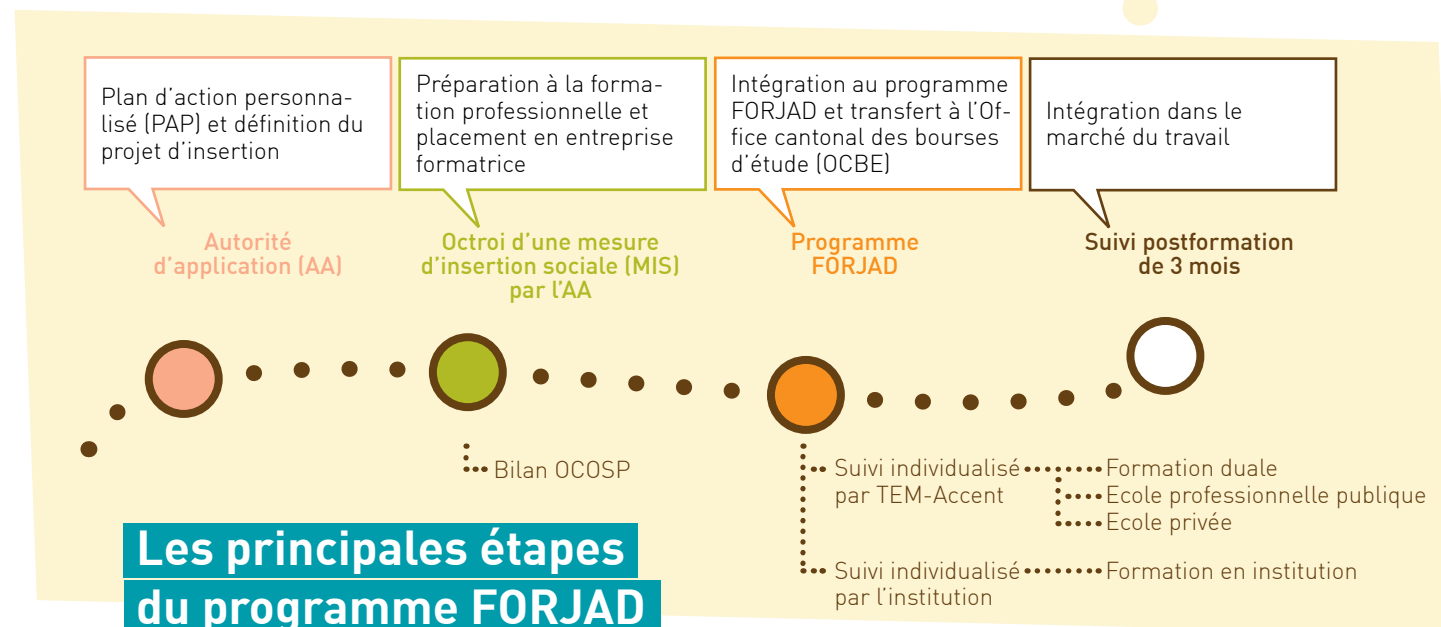 Plan d'action personna-
lisé (PAP) et définition du
projet d'insertion
Préparation à la forma-
tion professionnelle et
placement en entreprise
formatrice
Intégration au programme
FORJAD et transfert à l'Of-
fice cantonal des bourses
d'étude (OCBE)
Intégration dans le
marché du travail
Autorité
d'application (AA)
Octroi d'une mesure
d'insertion sociale (MIS)
par l'AA
Programme
FORJAD
Suivi postformation
de 3 mois
Bilan OCOSP
Suivi individualisé
par TEM-Accent
Formation duale
Ecole professionnelle publique
Ecole privée
Suivi individualisé
par l'institution
Formation en institution
Les principales étapes
du programme FORJAD